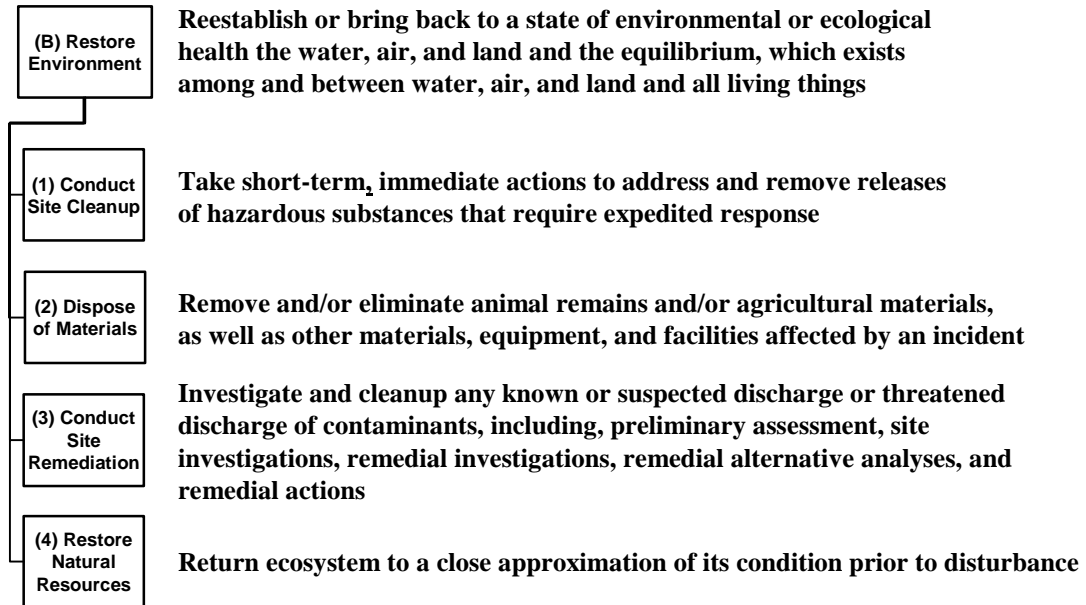 (B) Restore
Environment
Reestablish or bring back to a state of environmental or ecological
health the water, air, and land and the equilibrium, which exists
among and between water, air, and land and all living things
(1) Conduct
Site Cleanup
Take short-term, immediate actions to address and remove releases
of hazardous substances that require expedited response
(2) Dispose
of Materials
Remove and/or eliminate animal remains and/or agricultural materials,
as well as other materials, equipment, and facilities affected by an incident
(3) Conduct
Site
Remediation
Investigate and cleanup any known or suspected discharge or threatened
discharge of contaminants, including, preliminary assessment, site
investigations, remedial investigations, remedial alternative analyses, and
remedial actions
(4) Restore
Natural
Resources
Return ecosystem to a close approximation of its condition prior to disturbance